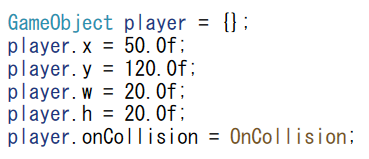 GameObject player = {};
player.x = 50.0f;
player.y = 120.0f;
player.w = 20.0f;
player.h = 20.0f;
player.onCollision = OnCollision;